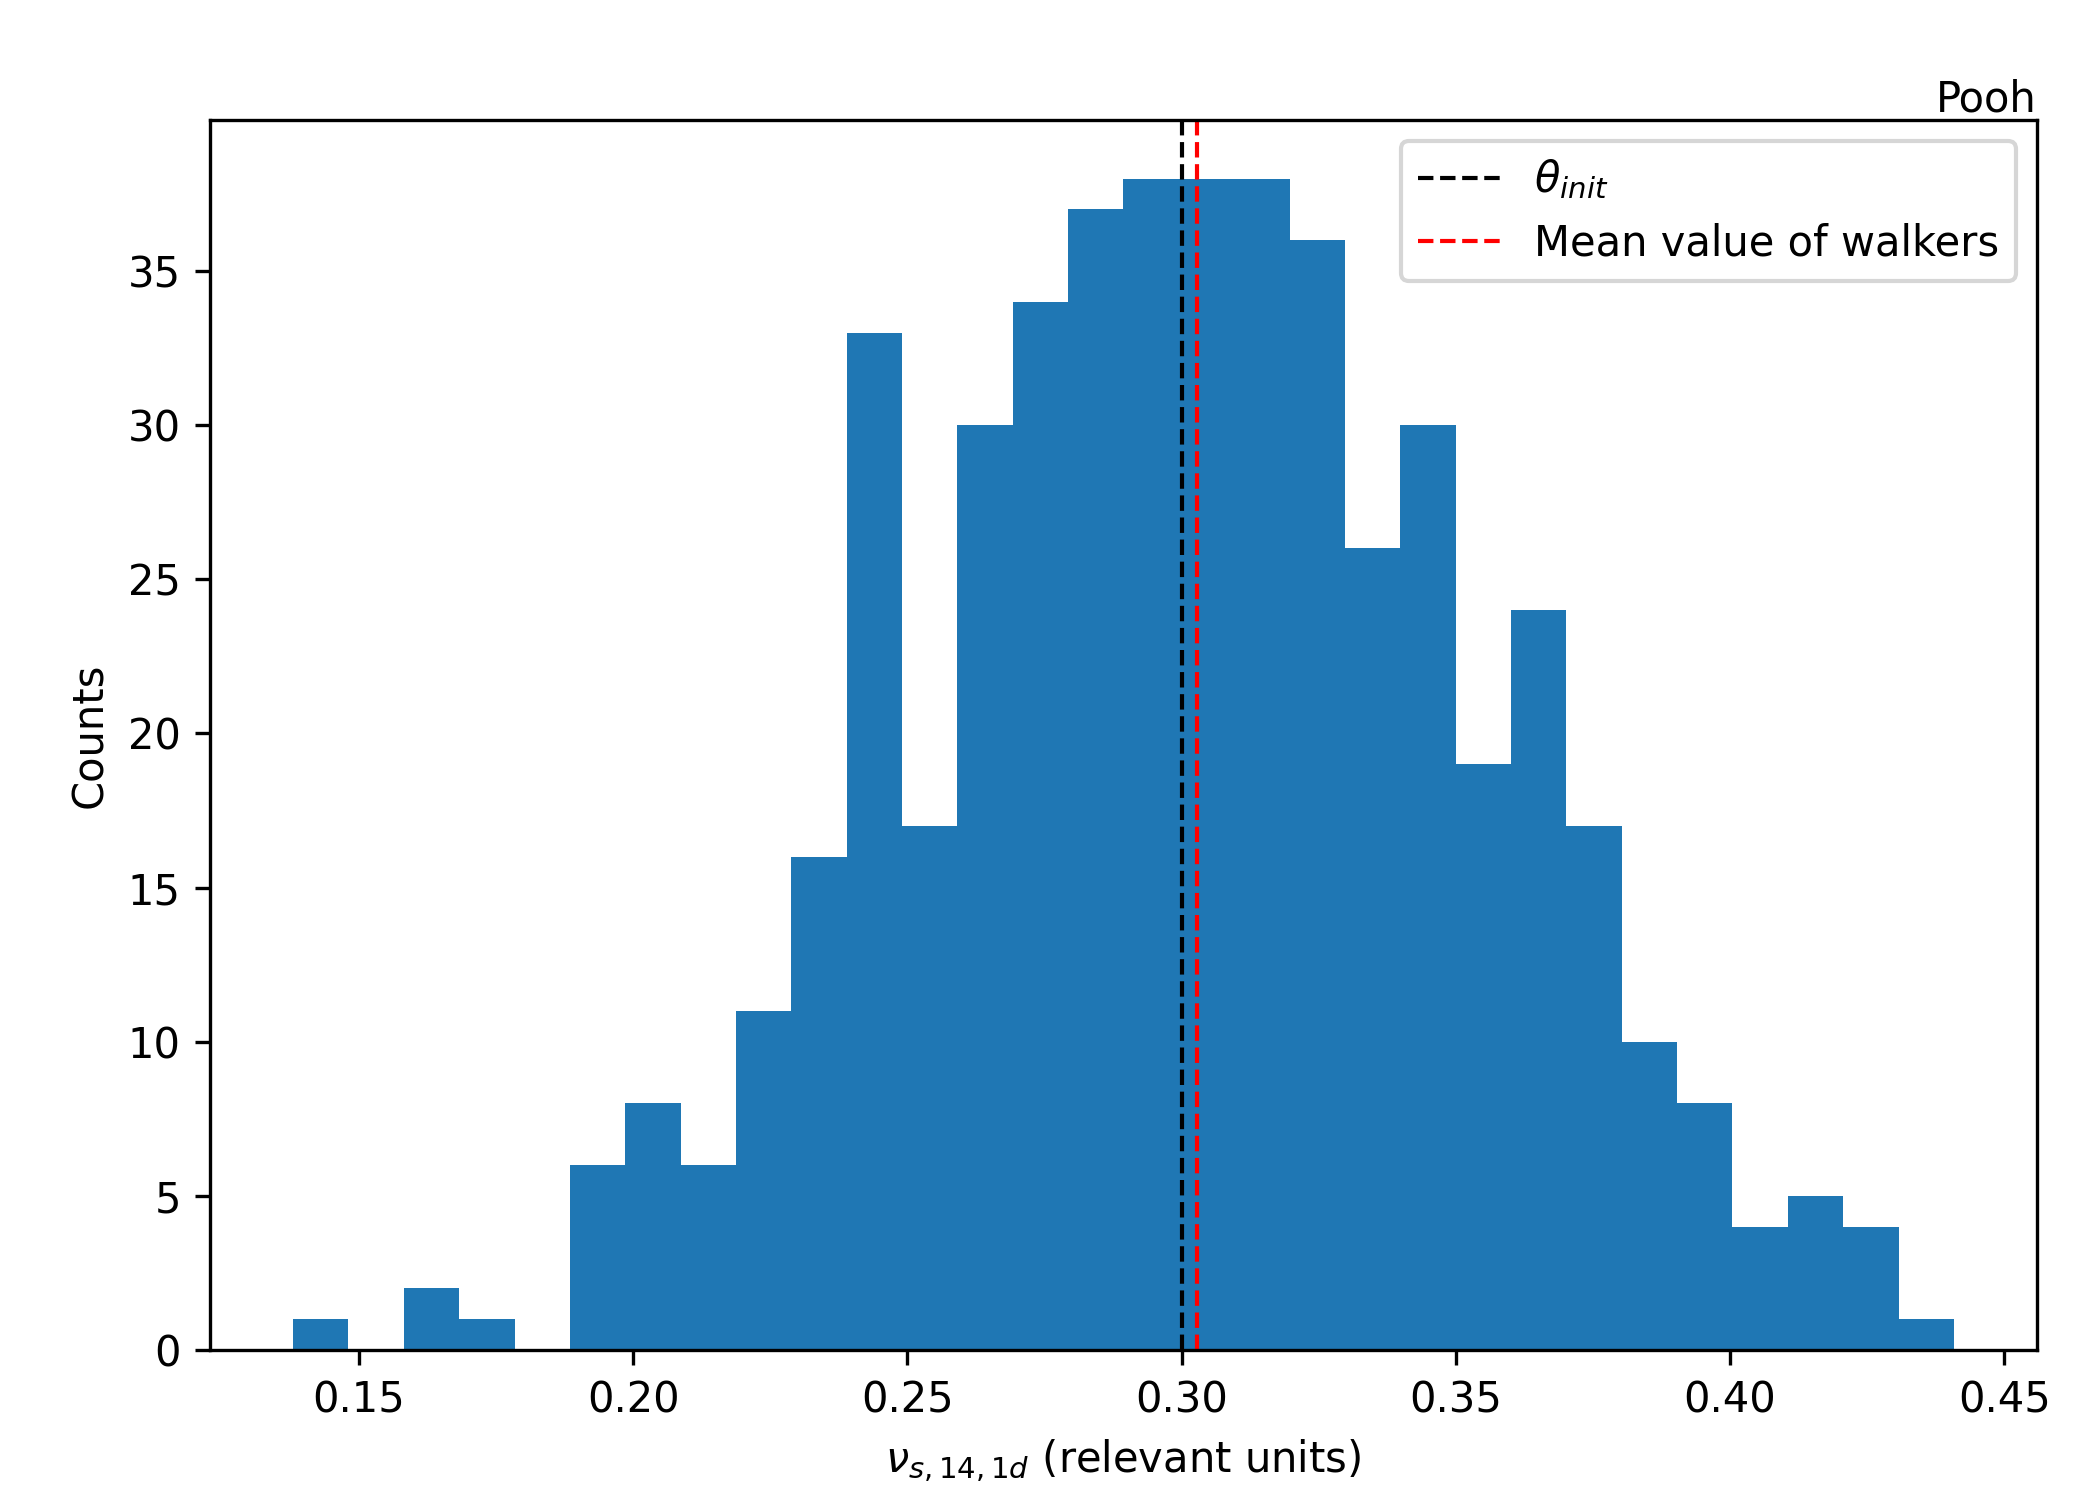 Pooh
θinit
Mean value of walkers
35
30
25
20
15
10
5
0
Counts
0.15 0.20 0.25 0.30 0.35 0.40 0.45
νs, 14, 1d (relevant units)